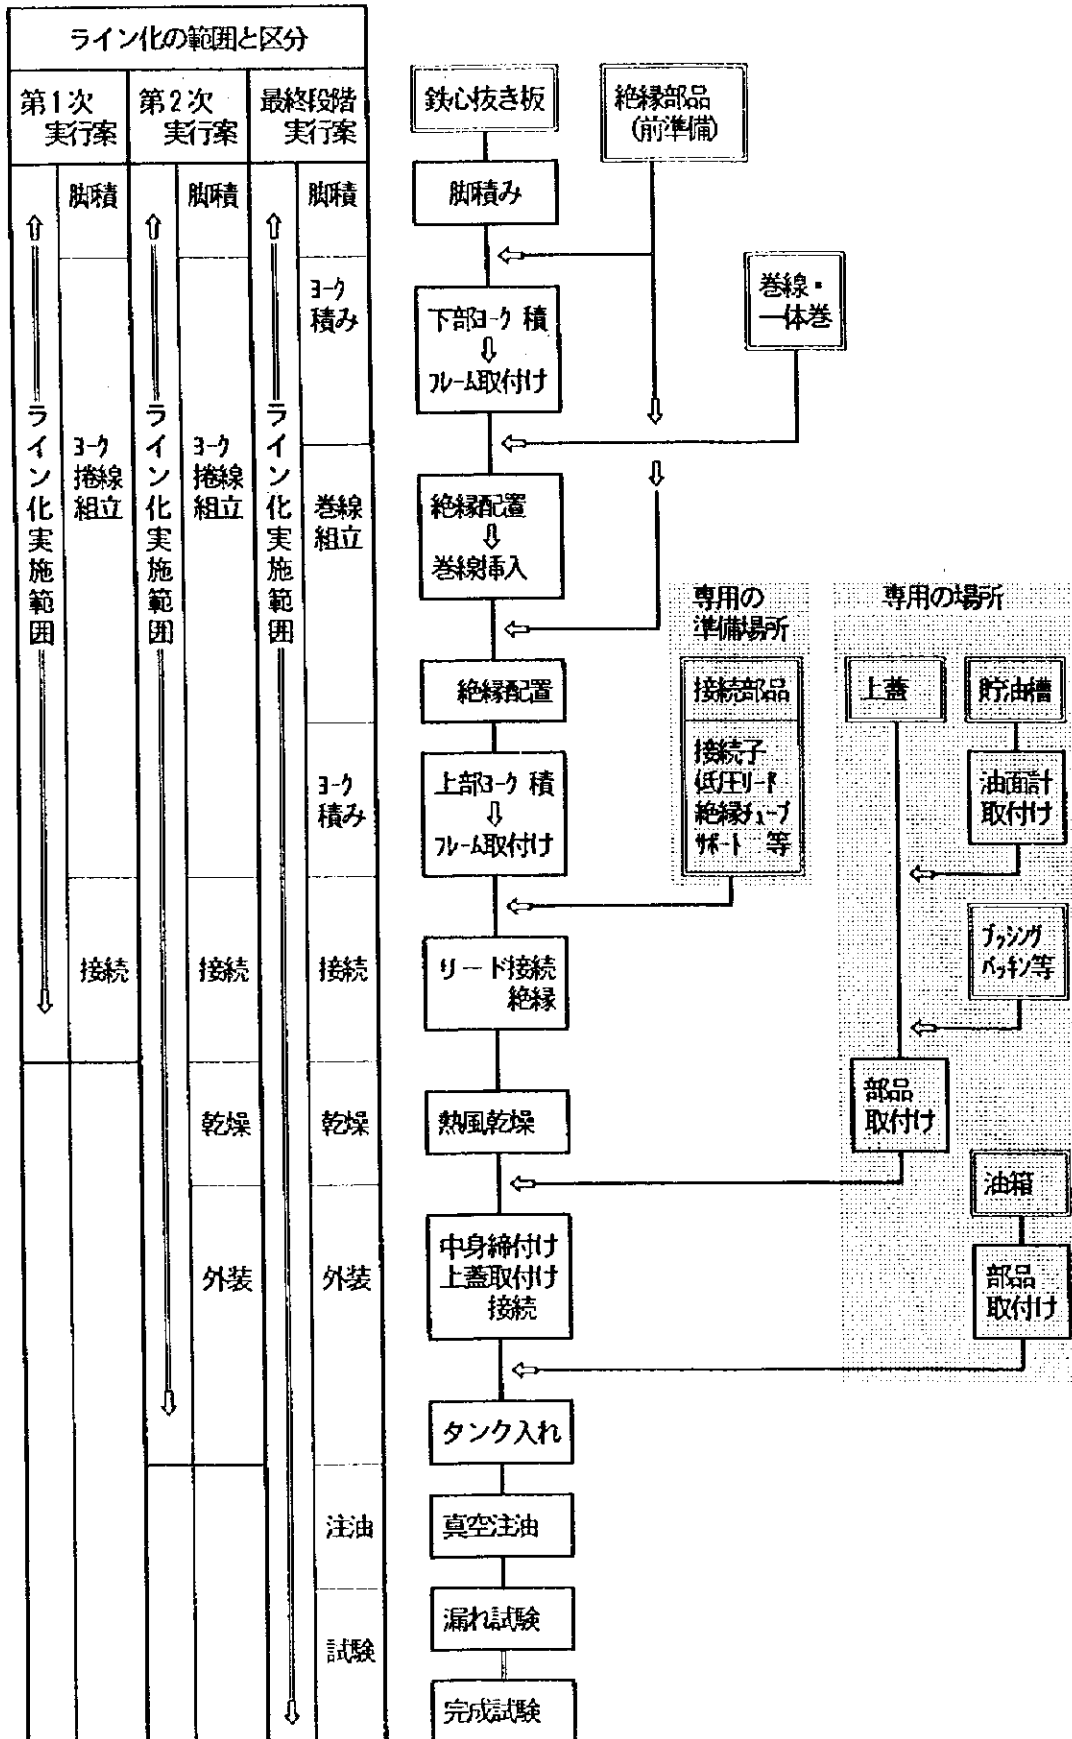 ライン化の範囲と区分
第1次
実行案
第2次
実行案
最終段階
実行案
脚積
ヨーク
捲線
組立
接続
ライン化実施範囲
脚積
ヨーク
捲線
組立
接続
乾燥
外装
ライン化実施範囲
脚積
ヨーク
積み
巻線
組立
ヨーク
積み
接続
乾燥
外装
注油
試験
ライン化実施範囲
鉄心抜き板
脚積み
下部ヨーク 積
⇩
フレーム取付け
絶縁配置
⇩
巻線挿入
絶縁配置
上部ヨーク 積
⇩
フレーム取付け
リード接続
絶縁
熱風乾燥
中身締付け
上蓋取付け
接続
タンク入れ
真空注油
漏れ試験
完成試験
絶縁部品
(前準備)
巻線・
一体巻
専用の
準備場所
接続部品
接続子
低圧リード
絶縁チューブ
サポート 等
専用の場所
上蓋
部品
取付け
貯油槽
油面計
取付け
ブッシング
パッキン等
油箱
部品
取付け